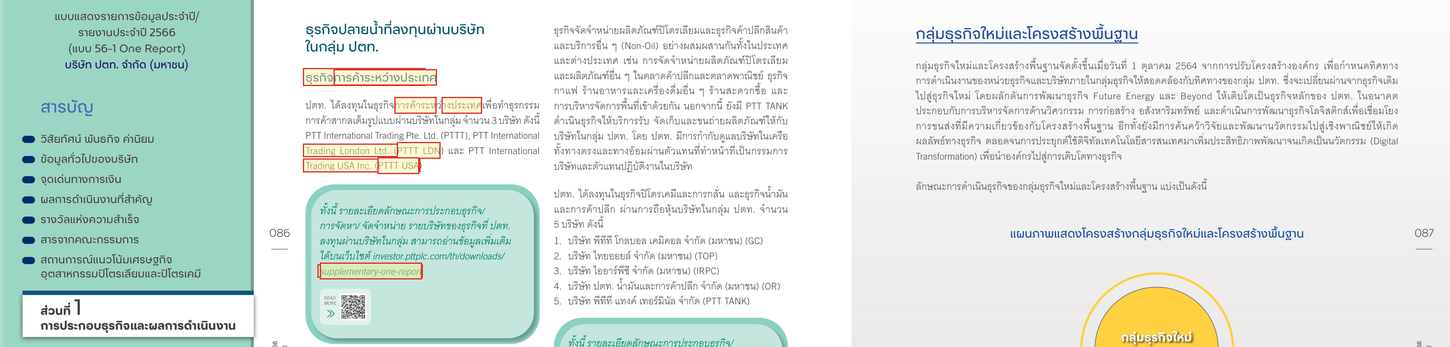 แบบแสดงรายการข้อมูลประจำปี/
รายงานประจำปี 2566
(แบบ 56-1 One Report)
บริษัท ปตท. จำกัด (มหาชน)
สารบัญ
วิสัยทัศน์ พันธกิจ ค่านิยม
ข้อมูลทั่วไปของบริษัท
จุดเด่นทางการเงิน
ผลการดำเนินงานที่สำคัญ
รางวัลแห่งความสำเร็จ
สารจากคณะกรรมการ
สถานการณ์แนวโน้มเศรษฐกิจ
อุตสาหกรรมปิโตรเลียมและปิโตรเคมี
ส่วนที่ 1
การประกอบธุรกิจและผลการดำเนินงาน
086
ธุรกิจปลายน้ำที่ลงทุนผ่านบริษัท
ในกลุ่ม ปตท.
ธุรกิจการค้าระหว่างประเทศ
ปตท. ได้ลงทุนในธุรกิจการค้าระหว่างประเทศเพื่อทำธุรกรรม
การค้าสากลเต็มรูปแบบผ่านบริษัทในกลุ่ม จำนวน 3 บริษัท ดังนี้
PTT International Trading Pte. Ltd. (PTTT), PTT International
Trading London Ltd. (PTTT LDN) และ PTT International
Trading USA Inc. (PTTT USA)
ทั้งนี้ รายละเอียดลักษณะการประกอบธุรกิจ/
การจัดหา/ จัดจำหน่าย รายบริษัทของธุรกิจที่ ปตท.
ลงทุนผ่านบริษัทในกลุ่ม สามารถอ่านข้อมูลเพิ่มเติม
ได้บนเว็บไซต์ investor.pttplc.com/th/downloads/
supplementary-one-report
READ
MORE
ธุรกิจจัดจำหน่ายผลิตภัณฑ์ปิโตรเลียมและธุรกิจค้าปลีกสินค้า
และบริการอื่น ๆ (Non-Oil) อย่างผสมผสานกันทั้งในประเทศ
และต่างประเทศ เช่น การจัดจำหน่ายผลิตภัณฑ์ปิโตรเลียม
และผลิตภัณฑ์อื่น ๆ ในตลาดค้าปลีกและตลาดพาณิชย์ ธุรกิจ
กาแฟ ร้านอาหารและเครื่องดื่มอื่น ๆ ร้านสะดวกซื้อ และ
การบริหารจัดการพื้นที่เข้าด้วยกัน นอกจากนี้ ยังมี PTT TANK
ดำเนินธุรกิจให้บริการรับ จัดเก็บและขนถ่ายผลิตภัณฑ์ให้กับ
บริษัทในกลุ่ม ปตท. โดย ปตท. มีการกำกับดูแลบริษัทในเครือ
ทั้งทางตรงและทางอ้อมผ่านตัวแทนที่ทำหน้าที่เป็นกรรมการ
บริษัทและตัวแทนปฏิบัติงานในบริษัท
ปตท. ได้ลงทุนในธุรกิจปิโตรเคมีและการกลั่น และธุรกิจน้ำมัน
และการค้าปลีก ผ่านการถือหุ้นบริษัทในกลุ่ม ปตท. จำนวน
5 บริษัท ดังนี้
1. บริษัท พีทีที โกลบอล เคมิคอล จำกัด (มหาชน) (GC)
2. บริษัท ไทยออยล์ จำกัด (มหาชน) (TOP)
3. บริษัท ไออาร์พีซี จำกัด (มหาชน) (IRPC)
4. บริษัท ปตท. น้ำมันและการค้าปลีก จำกัด (มหาชน) (OR)
5. บริษัท พีทีที แทงค์ เทอร์มินัล จำกัด (PTT TANK)
ทั้งนี้ รายละเอียดลักษณะการประกอบธุรกิจ/
กลุ่มธุรกิจใหม่และโครงสร้างพื้นฐาน
กลุ่มธุรกิจใหม่และโครงสร้างพื้นฐานจัดตั้งขึ้นเมื่อวันที่ 1 ตุลาคม 2564 จากการปรับโครงสร้างองค์กร เพื่อกำหนดทิศทาง
การดำเนินงานของหน่วยธุรกิจและบริษัทภายในกลุ่มธุรกิจให้สอดคล้องกับทิศทางของกลุ่ม ปตท. ซึ่งจะเปลี่ยนผ่านจากธุรกิจเดิม
ไปสู่ธุรกิจใหม่ โดยผลักดันการพัฒนาธุรกิจ Future Energy และ Beyond ให้เติบโตเป็นธุรกิจหลักของ ปตท. ในอนาคต
ประกอบกับการบริหารจัดการด้านวิศวกรรม การก่อสร้าง อสังหาริมทรัพย์ และดำเนินการพัฒนาธุรกิจโลจิสติกส์เพื่อเชื่อมโยง
การขนส่งที่มีความเกี่ยวข้องกับโครงสร้างพื้นฐาน อีกทั้งยังมีการค้นคว้าวิจัยและพัฒนานวัตกรรมไปสู่เชิงพาณิชย์ให้เกิด
ผลลัพธ์ทางธุรกิจ ตลอดจนการประยุกต์ใช้ดิจิทัลเทคโนโลยีสารสนเทศมาเพิ่มประสิทธิภาพพัฒนาจนเกิดเป็นนวัตกรรม (Digital
Transformation) เพื่อนำองค์กรไปสู่การเติบโตทางธุรกิจ
ลักษณะการดำเนินธุรกิจของกลุ่มธุรกิจใหม่และโครงสร้างพื้นฐาน แบ่งเป็นดังนี้
แผนภาพแสดงโครงสร้างกลุ่มธุรกิจใหม่และโครงสร้างพื้นฐาน
087
กลุ่มธุรกิจใหม่